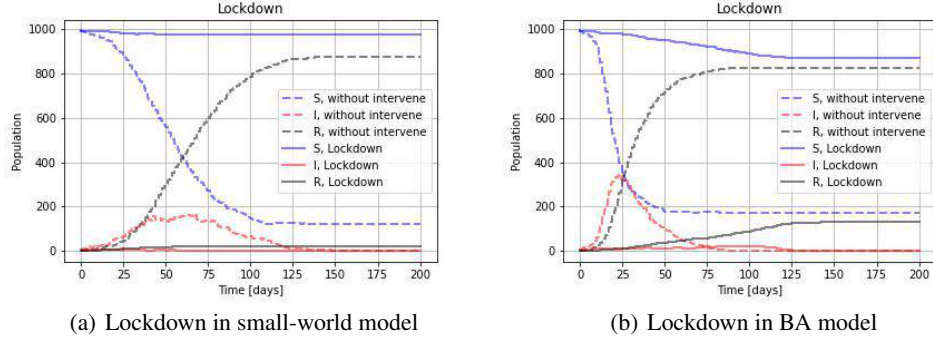 Lockdown
1000
800
600
400
200
0
Population
S, without intervene
I, without intervene
R, without intervene
S, Lockdown
I, Lockdown
R, Lockdown
0 25 50 75 100 125 150 175 200
Time [days]
(a) Lockdown in small-world model
Lockdown
1000
800
600
400
200
0
Population
S, without intervene
I, without intervene
R, without intervene
S, Lockdown
I, Lockdown
R, Lockdown
0 25 50 75 100 125 150 175 200
Time [days]
(b) Lockdown in BA model